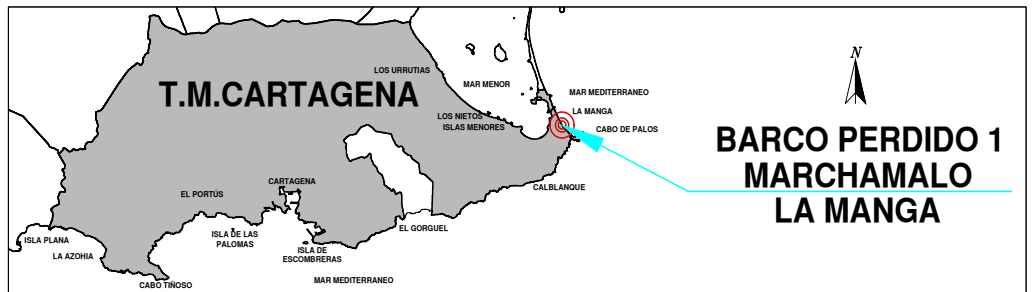 LOS URRUTIAS
T.M.CARTAGENA
MAR MENOR
MAR MEDITERRANEO
LA MANGA
LOS NIETOS
ISLAS MENORES
CABO DE PALOS
CARTAGENA
EL PORTÚS
CALBLANQUE
EL GORGUEL
ISLA DE LAS
PALOMAS
ISLA PLANA
LA AZOHIA
ISLA DE
ESCOMBRERAS
CABO TIÑOSO
MAR MEDITERRANEO
N
BARCO PERDIDO 1
MARCHAMALO
LA MANGA